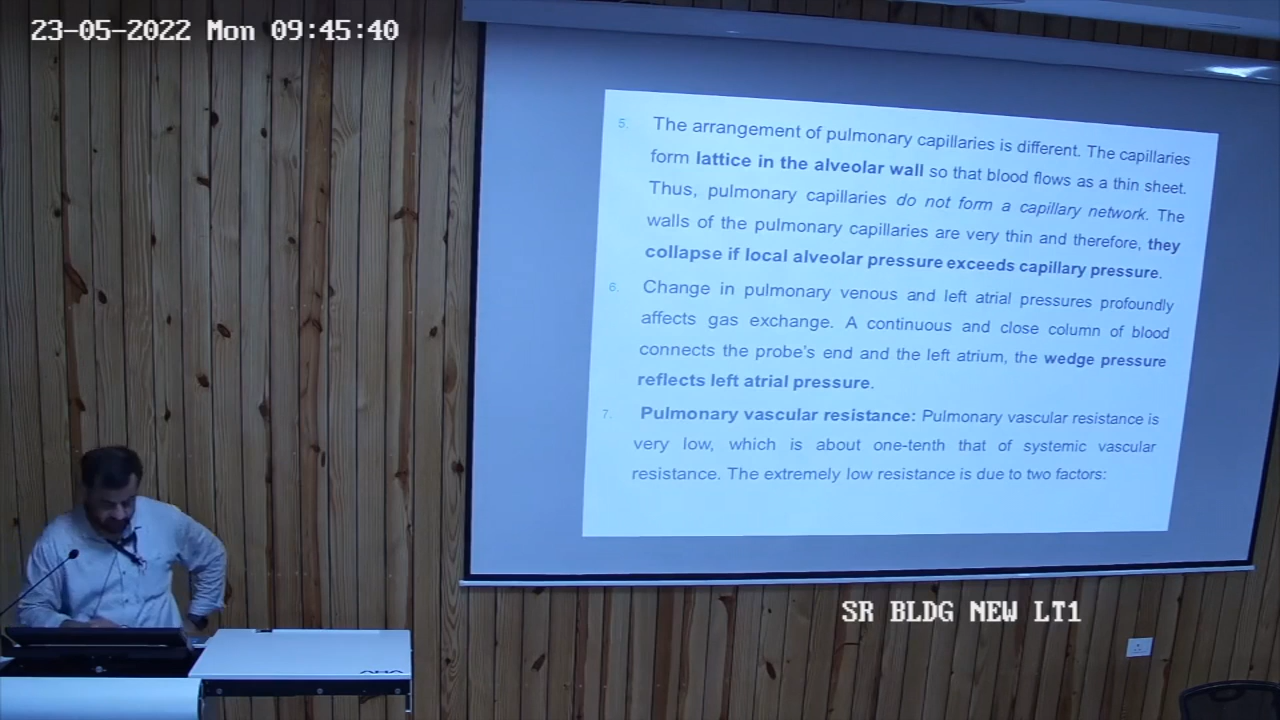 23-05-2022 Mon 09:45:40
5. The arrangement of pulmonary capillaries is different. The capillaries
form lattice in the alveolar wall so that blood flows as a thin sheet.
Thus, pulmonary capillaries do not form a capillary network. The
walls of the pulmonary capillaries are very thin and therefore, they
collapse if local alveolar pressure exceeds capillary pressure.
6. Change in pulmonary venous and left atrial pressures profoundly
affects gas exchange. A continuous and close column of blood
connects the probe's end and the left atrium, the wedge pressure
reflects left atrial pressure.
7. Pulmonary vascular resistance: Pulmonary vascular resistance is
very low, which is about one-tenth that of systemic vascular
resistance. The extremely low resistance is due to two factors:
SR BLDG NEW LT1